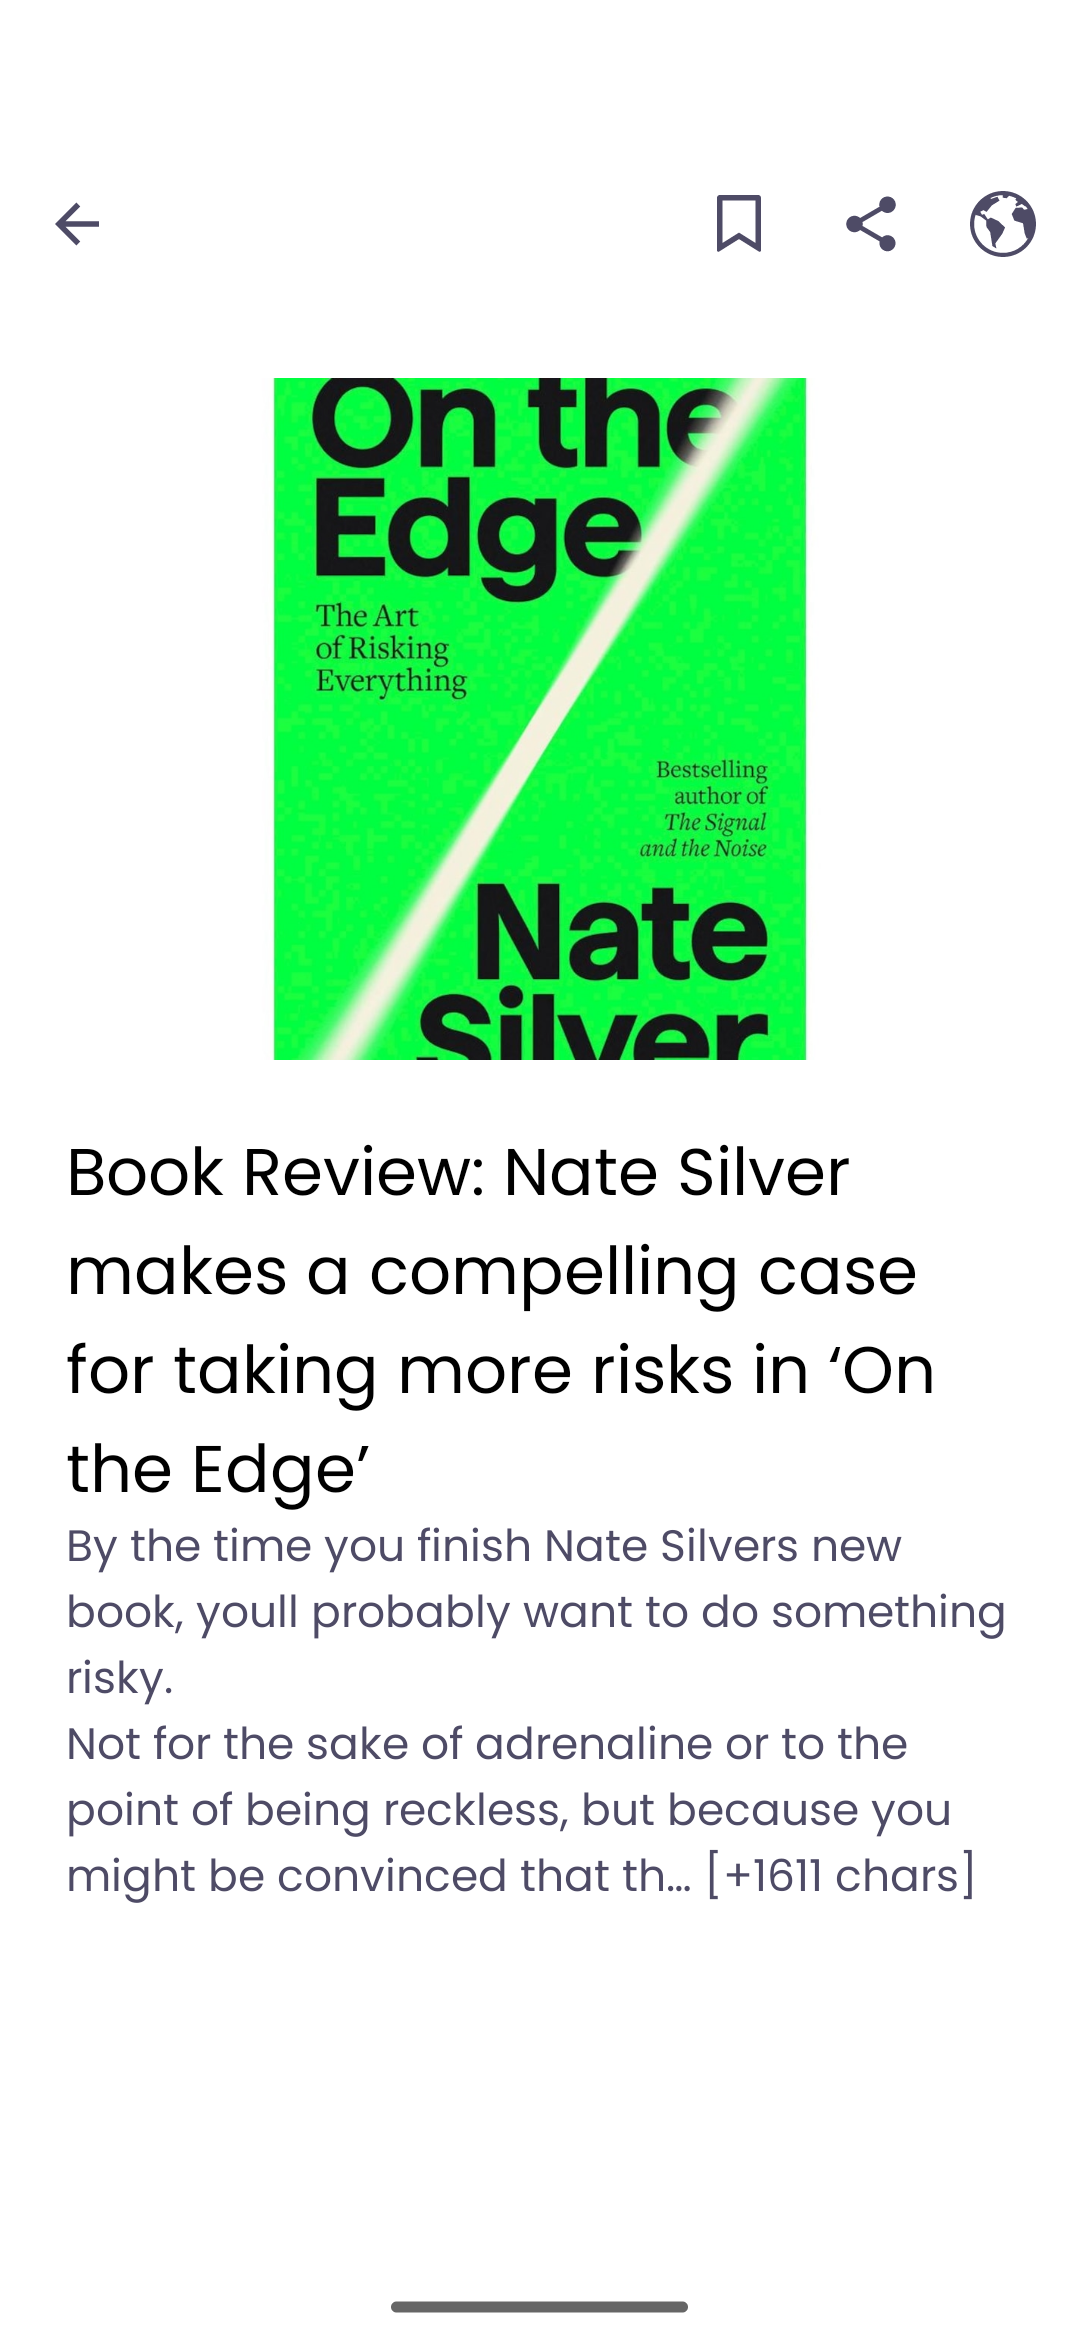 On the
Edge
The Art
of Risking
Everything
Bestselling
author of
The Signal
and the Noise
Nate
Silver
Book Review: Nate Silver
makes a compelling case
for taking more risks in ‘On
the Edge’
By the time you finish Nate Silvers new
book, youll probably want to do something
risky.
Not for the sake of adrenaline or to the
point of being reckless, but because you
might be convinced that th… [+1611 chars]